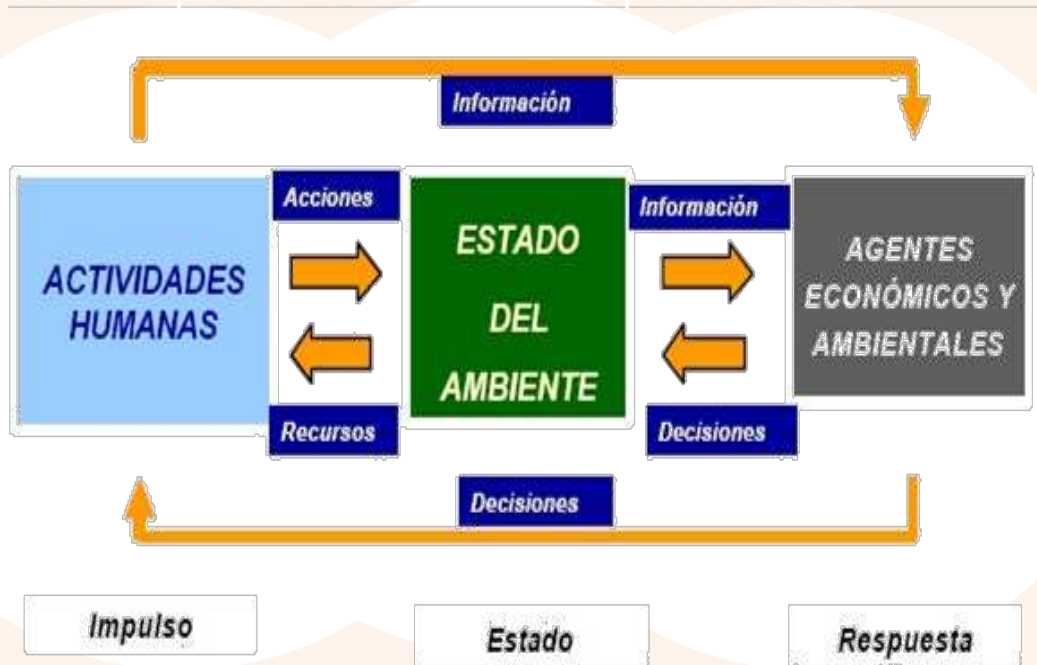 Información
Acciones
Información
ACTIVIDADES
HUMANAS
ESTADO
DEL
AMBIENTE
AGENTES
ECONÓMICOS Y
AMBIENTALES
Recursos
Decisiones
Decisiones
Impulso
Estado
Respuesta